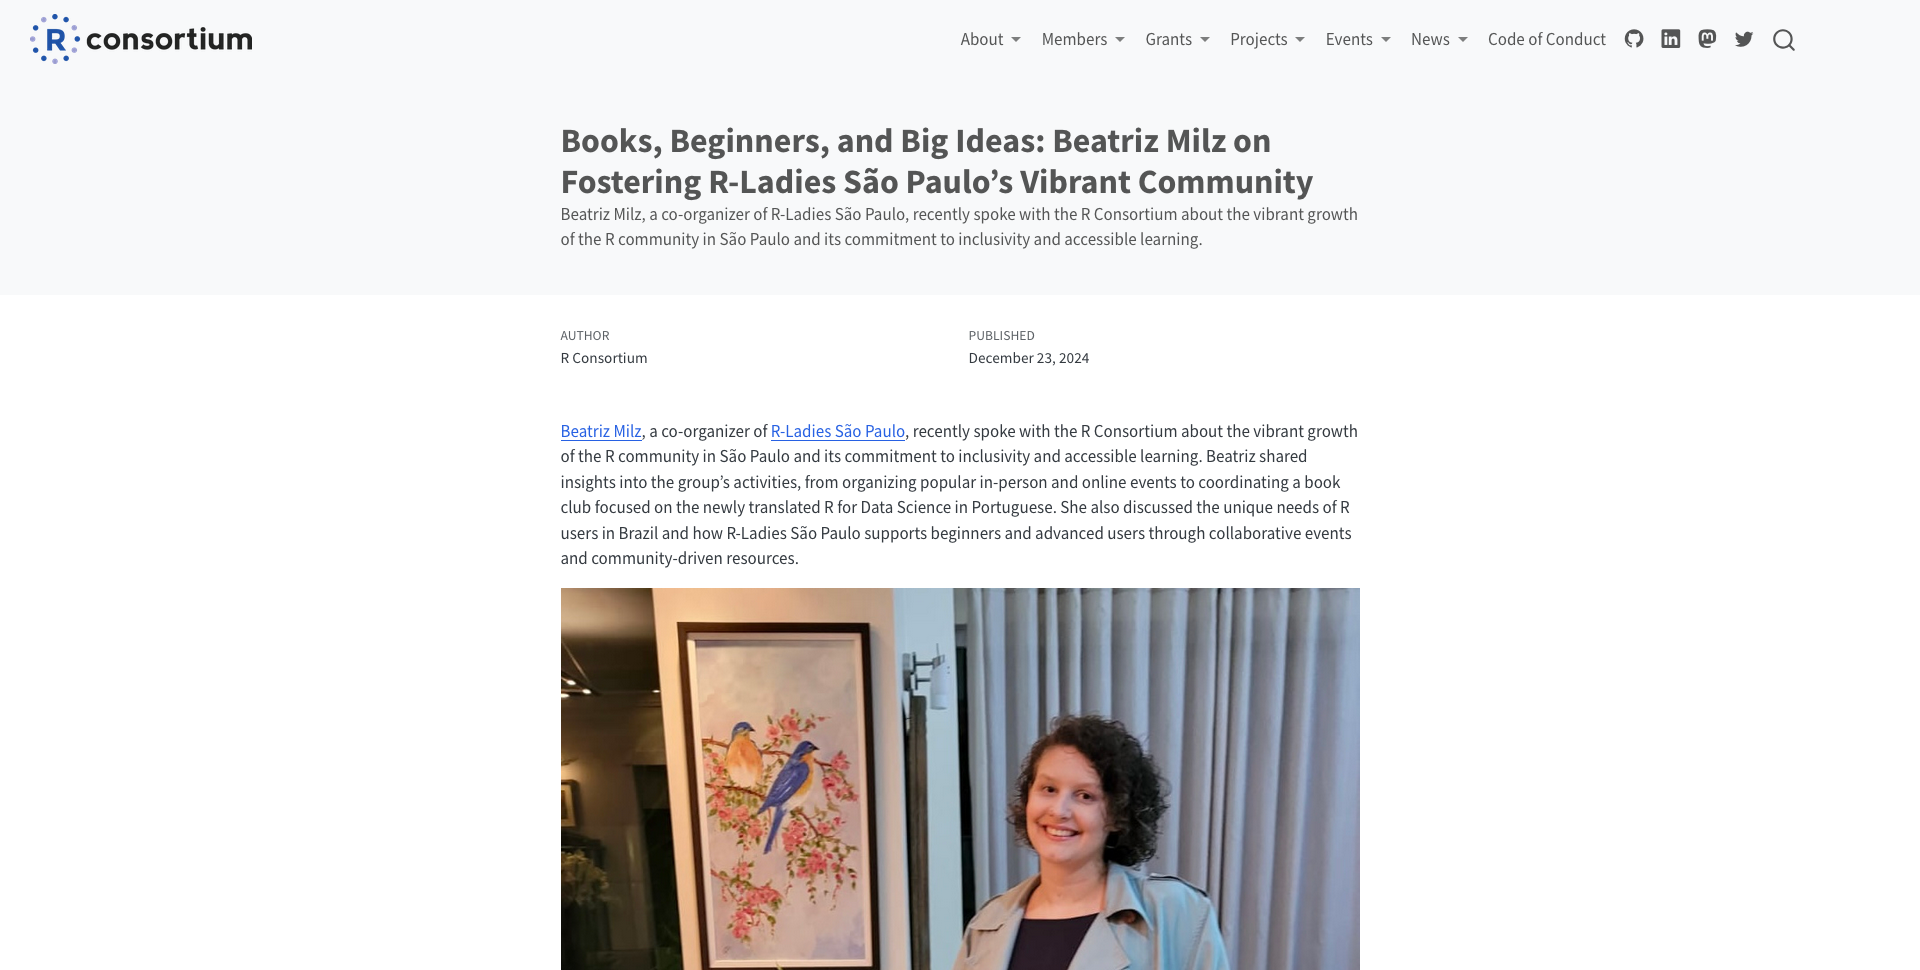 R consortium
About
Members
Grants
Projects
Events
News
Code of Conduct
Books, Beginners, and Big Ideas: Beatriz Milz on
Fostering R-Ladies São Paulo’s Vibrant Community
Beatriz Milz, a co-organizer of R-Ladies São Paulo, recently spoke with the R Consortium about the vibrant growth
of the R community in São Paulo and its commitment to inclusivity and accessible learning.
AUTHOR
R Consortium
PUBLISHED
December 23, 2024
Beatriz Milz, a co-organizer of R-Ladies São Paulo, recently spoke with the R Consortium about the vibrant growth
of the R community in São Paulo and its commitment to inclusivity and accessible learning. Beatriz shared
insights into the group’s activities, from organizing popular in-person and online events to coordinating a book
club focused on the newly translated R for Data Science in Portuguese. She also discussed the unique needs of R
users in Brazil and how R-Ladies São Paulo supports beginners and advanced users through collaborative events
and community-driven resources.